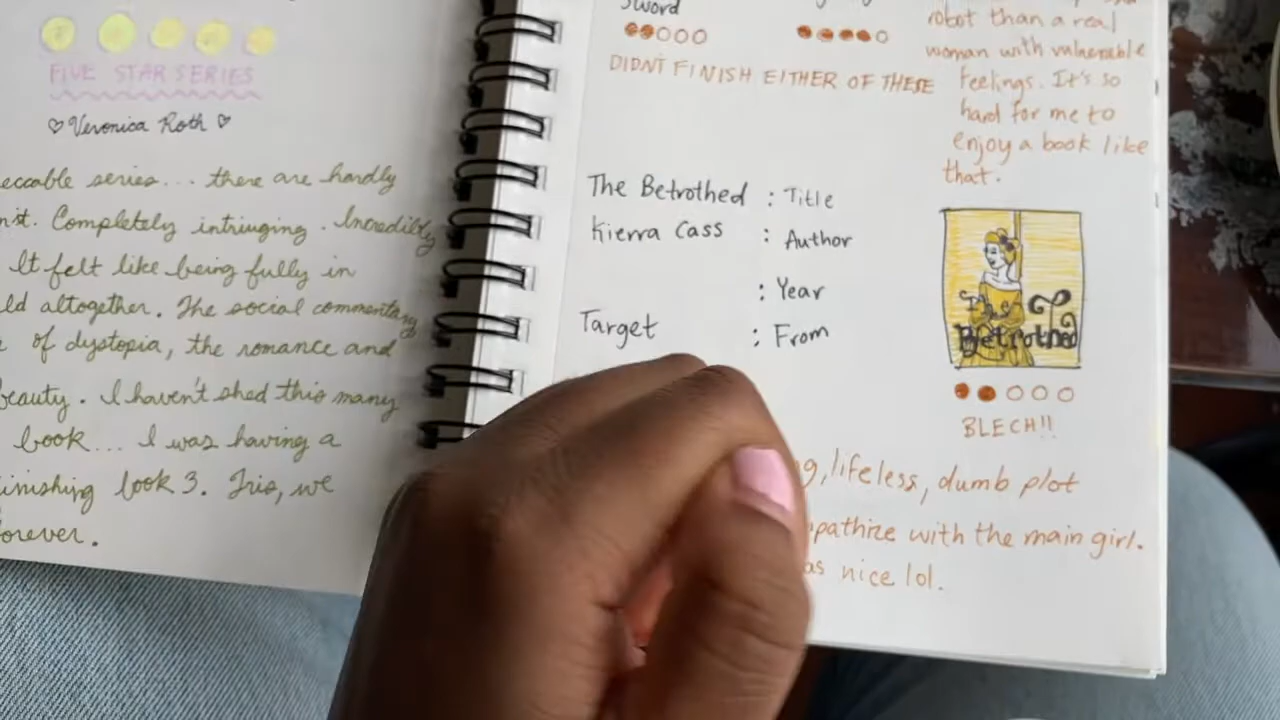 FIVE STAR SERIES
♡ Veronica Roth ♡
eccable series... there are hardly
Completely intriuging. Incredibly
It felt like being fully in
ld altogether. The social commentary
of dystopia, the romance and
beauty. I haven't shed this many
book... I was having a
inishing book 3. Tris, we
forever.
Sword
DIDNT FINISH EITHER OF THESE
robot than a real
woman with vulnerable
feelings. It's so
hard for me to
enjoy a book like
that.
The Betrothed : Title
Kierra Cass : Author
: Year
Target : From
The
Betrothed
BLECH!!
g, lifeless, dumb plot
pathize with the main girl.
as nice lol.